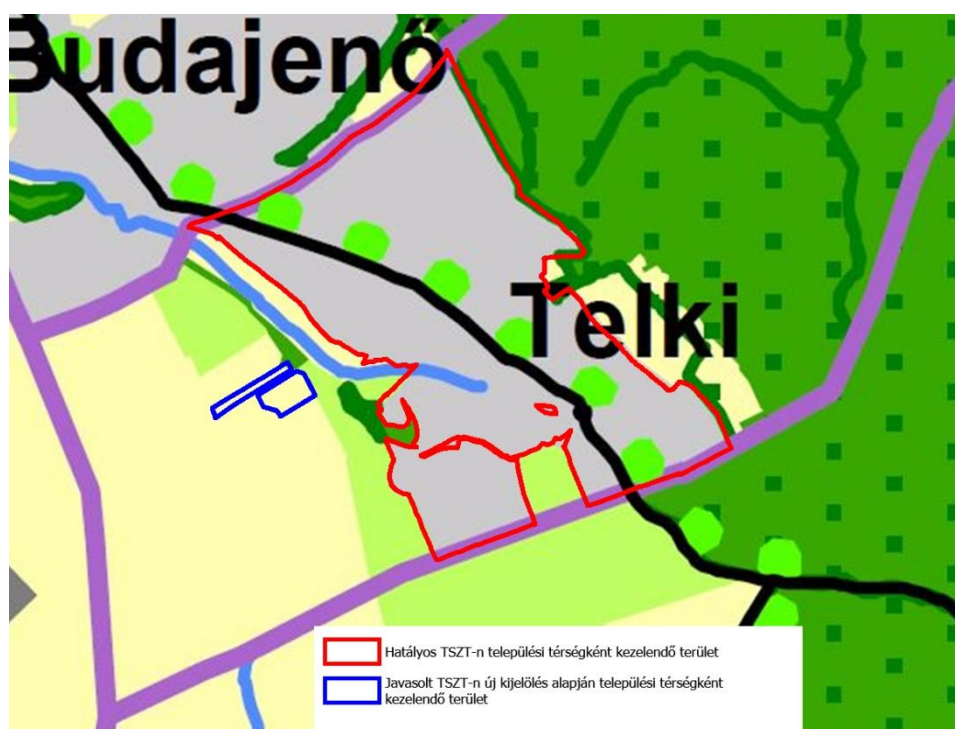 Budajenő
Telki
Hatályos TSZT-n települési térségként kezelendő terület
Javasolt TSZT-n új kijelölés alapján települési térségként
kezelendő terület